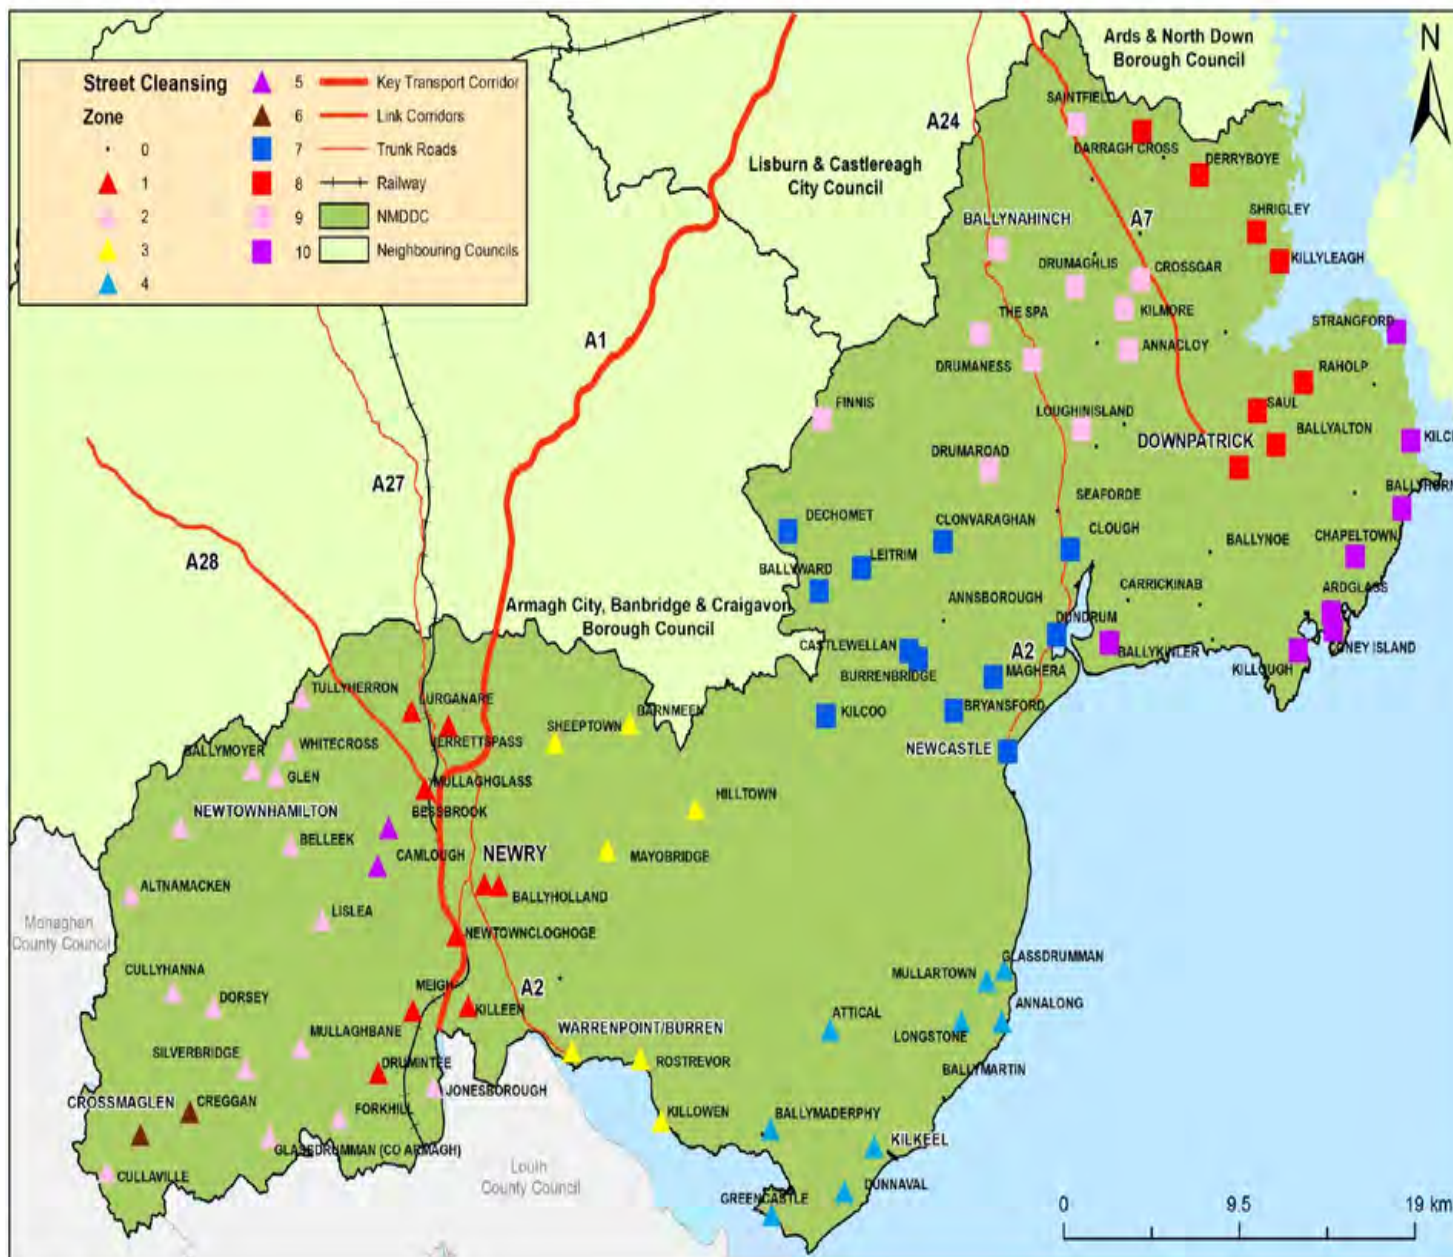 Street Cleansing
Zone
0
1
2
3
4
5
6
7
8
9
10
Key Transport Corridor
Link Corridors
Trunk Roads
Railway
NMDDC
Neighbouring Councils
Ards & North Down
Borough Council
N
Lisburn & Castlereagh
City Council
A24
SAINTFIELD
DARRAGH CROSS
DERRYBOYE
A7
SHRIGLEY
BALLYNAHINCH
DRUMAGHLIS
CROSSGAR
KILLYLEAGH
THE SPA
KILMORE
STRANGFORD
A1
DRUMANESS
ANNACLOY
RAHOLP
FINNIS
LOUGHINISLAND
SAUL
BALLYALTON
DOWNPATRICK
KILCL
DRUMAROAD
A27
SEAFORDE
BALLYHORN
DECHOMET
CLONVARAGHAN
CLOUGH
BALLYNOE
CHAPELTOWN
A28
BALLYWARD
LEITRIM
ANNSBOROUGH
CARRICKINAB
ARDGLASS
Armagh City, Banbridge & Craigavon
Borough Council
DUNDRUM
A2
CASTLEWELLAN
BURRENBRIDGE
MAGHERA
BALLYKINLER
KILLOUGH
CONEY ISLAND
TULLYHERRON
LURGANARE
BARNMEEN
SHEEPTOWN
KILCOO
BRYANSFORD
BALLYMOYER
WHITECROSS
JERRETTSPASS
NEWCASTLE
GLEN
MULLAGHGLASS
HILLTOWN
NEWTOWNHAMILTON
BESSBROOK
BELLEEK
CAMLOUGH
NEWRY
MAYOBRIDGE
ALTNAMACKEN
BALLYHOLLAND
Monaghan
County Council
LISLEA
NEWTOWNCLOGHOGE
CULLYHANNA
DORSEY
MEIGH
KILLEEN
A2
MULLARTOWN
GLASSDRUMMAN
MULLAGHBANE
WARRENPOINT/BURREN
ATTICAL
LONGSTONE
ANNALONG
SILVERBRIDGE
DRUMINTEE
ROSTREVOR
BALLYMARTIN
CROSSMAGLEN
CREGGAN
FORKHILL
JONESBOROUGH
KILLOWEN
BALLYMADERPHY
KILKEEL
GLASSDRUMMAN (CO ARMAGH)
CULLAVILLE
Louth
County Council
GREENCASTLE
DUNNAVAL
0
9.5
19 km